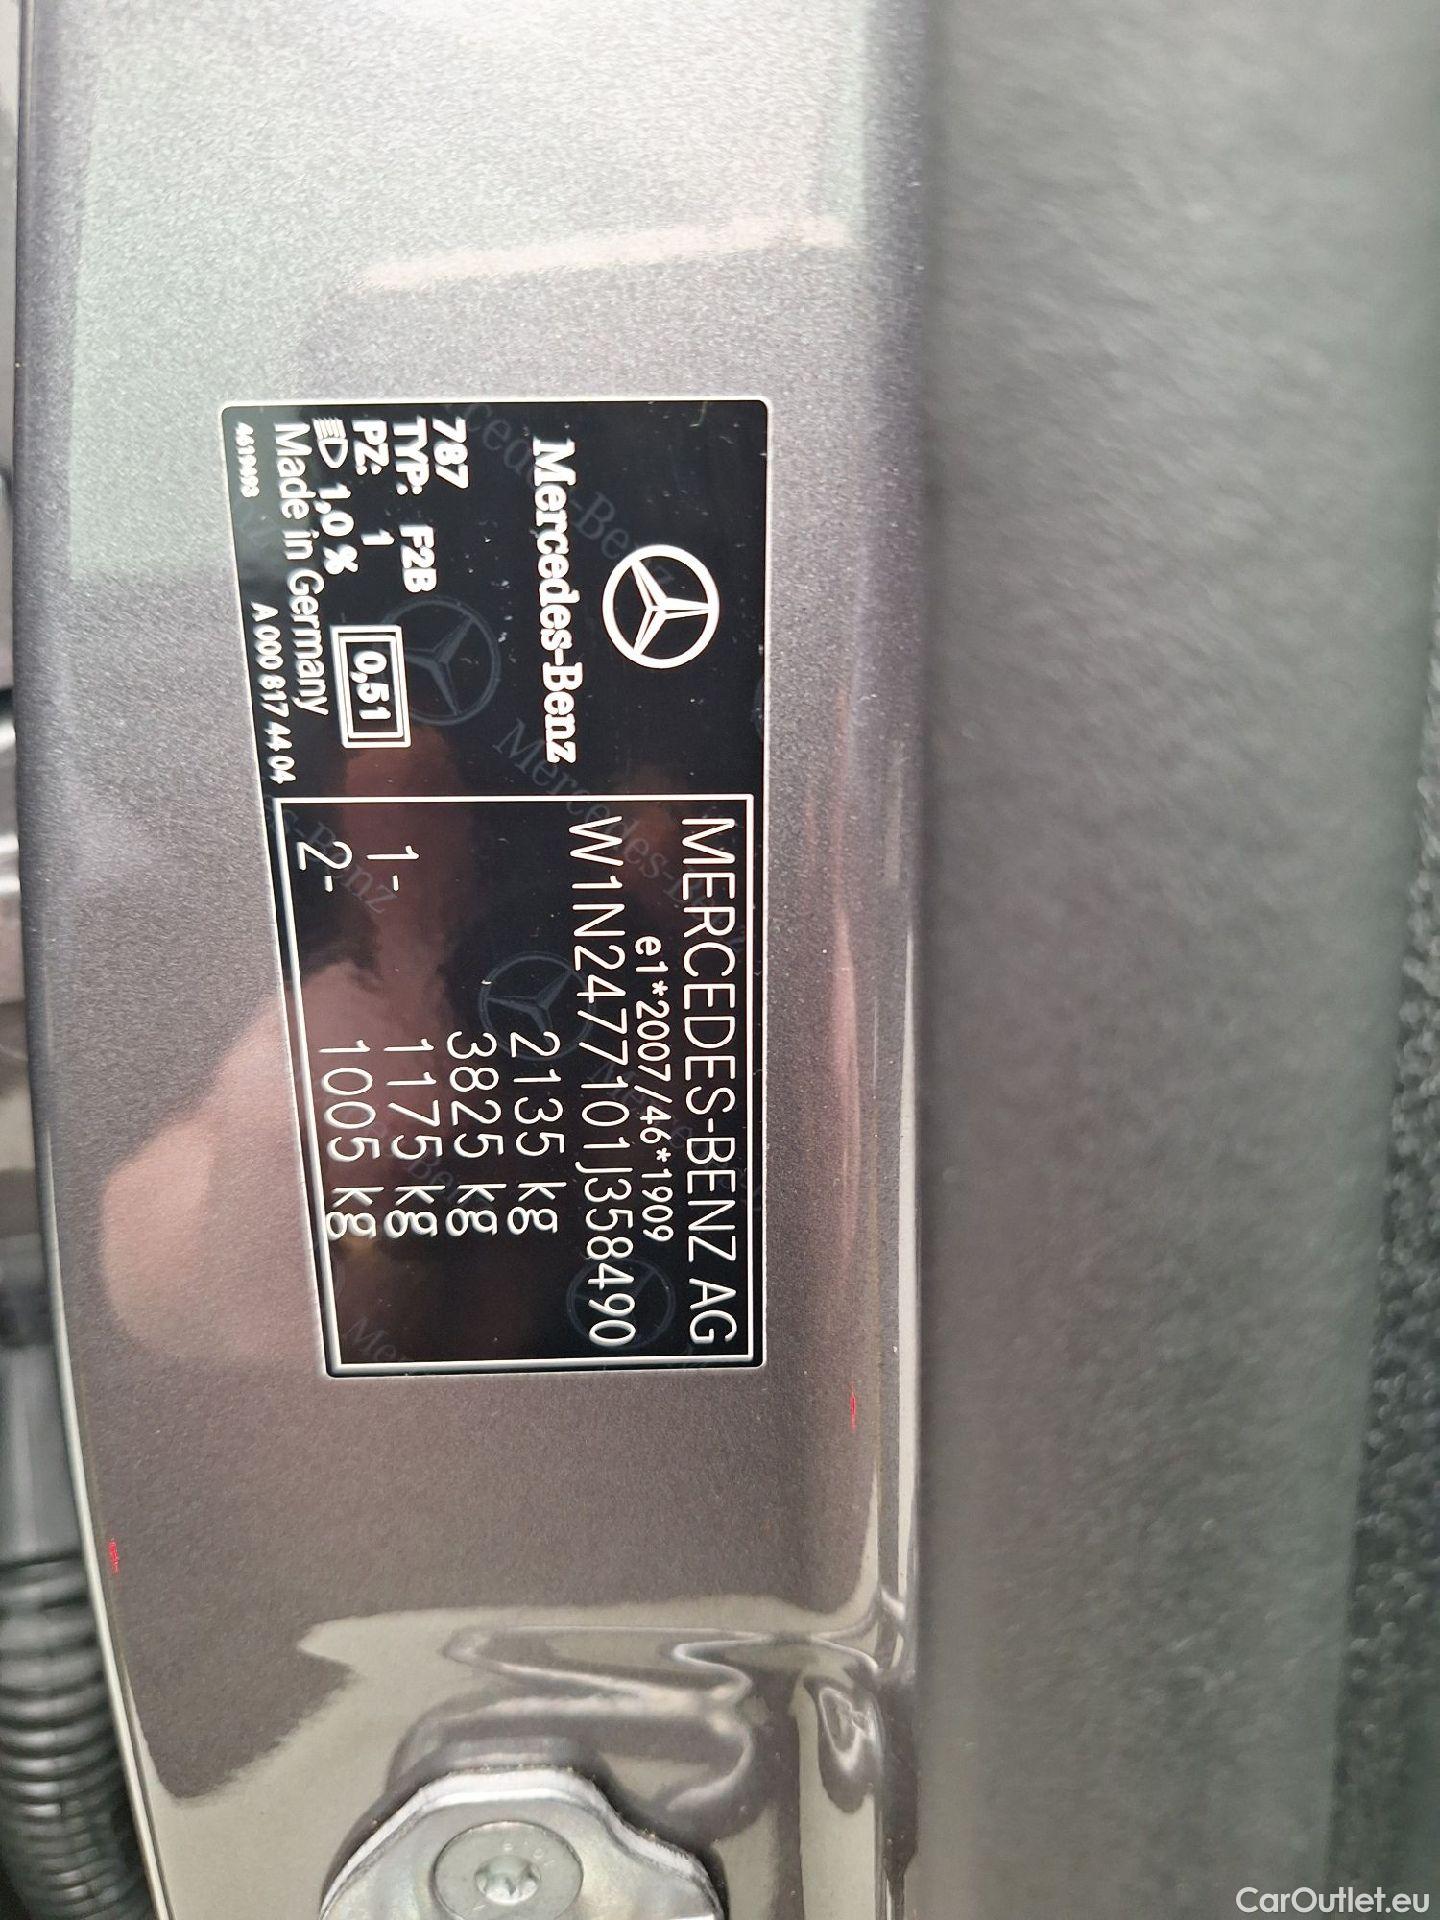 Mercedes-Benz
787
TYP: F2B
PZ: 1
0,51
1,0 %
Made in Germany
A 000 817 44 04
MERCEDES-BENZ AG
e1*2007/46*1909
W1N2477101J358490
2135 kg
3825 kg
1- 1175 kg
2- 1005 kg
CarOutlet.eu